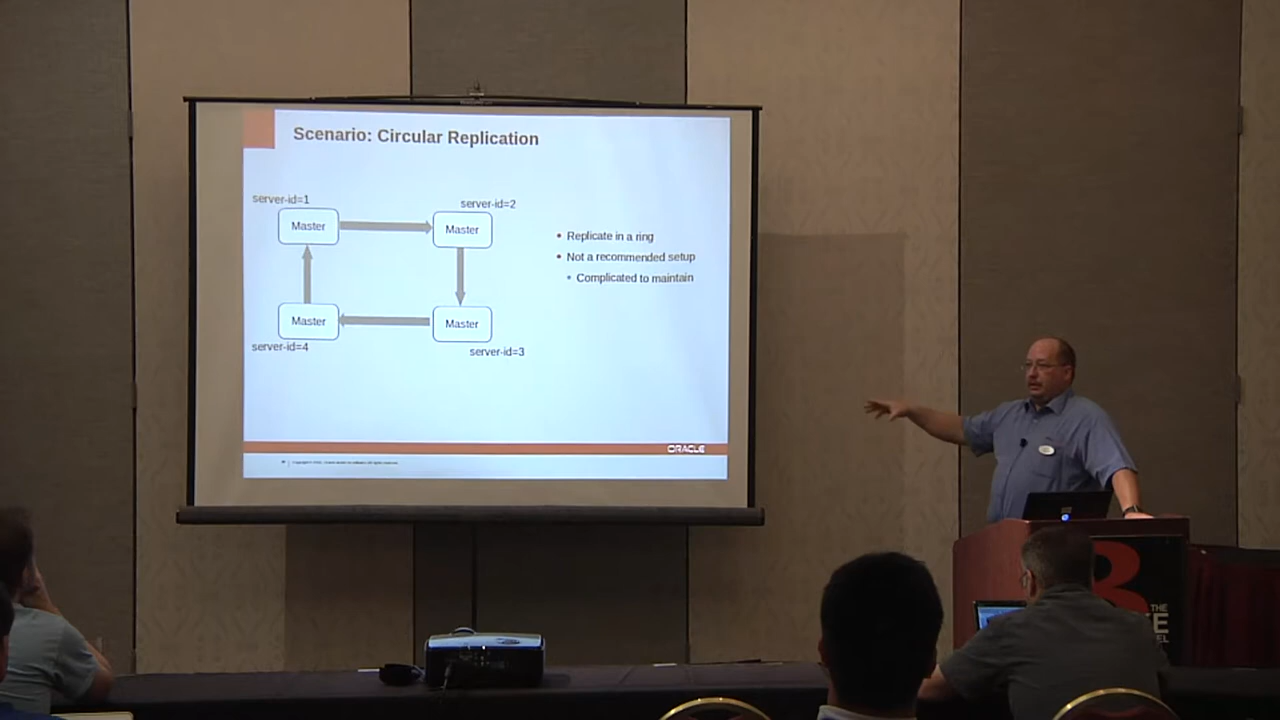 Scenario: Circular Replication
server-id=1
server-id=2
Master
Master
Replicate in a ring
Not a recommended setup
Complicated to maintain
Master
Master
server-id=4
server-id=3
ORACLE
THE